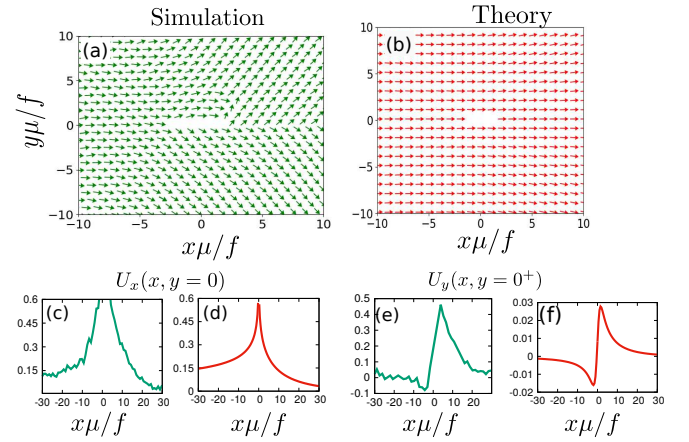 Simulation
Theory
(a)
10
5
0
−5
−10
−10
−5
0
5
10
yμ/f
xμ/f
(b)
10
5
0
−5
−10
−10
−5
0
5
10
xμ/f
U_x(x, y = 0)
U_y(x, y = 0⁺)
(c)
0.6
0.45
0.3
0.15
-30 -20 -10 0 10 20 30
xμ/f
(d)
0.6
0.45
0.3
0.15
-30 -20 -10 0 10 20 30
xμ/f
(e)
0.5
0.4
0.3
0.2
0.1
0
-0.1
-30 -20 -10 0 10 20
xμ/f
(f)
0.03
0.02
0.01
0.0
-0.01
-0.02
-30 -20 -10 0 10 20 30
xμ/f